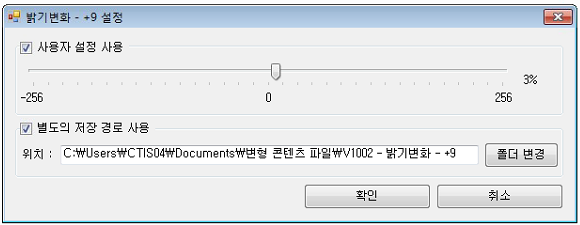 밝기변화 - +9 설정
사용자 설정 사용
3%
-256 0 256
별도의 저장 경로 사용
위치 : C:₩Users₩CTIS04₩Documents₩변형 콘텐츠 파일₩V1002 - 밝기변화 - +9 폴더 변경
확인 취소